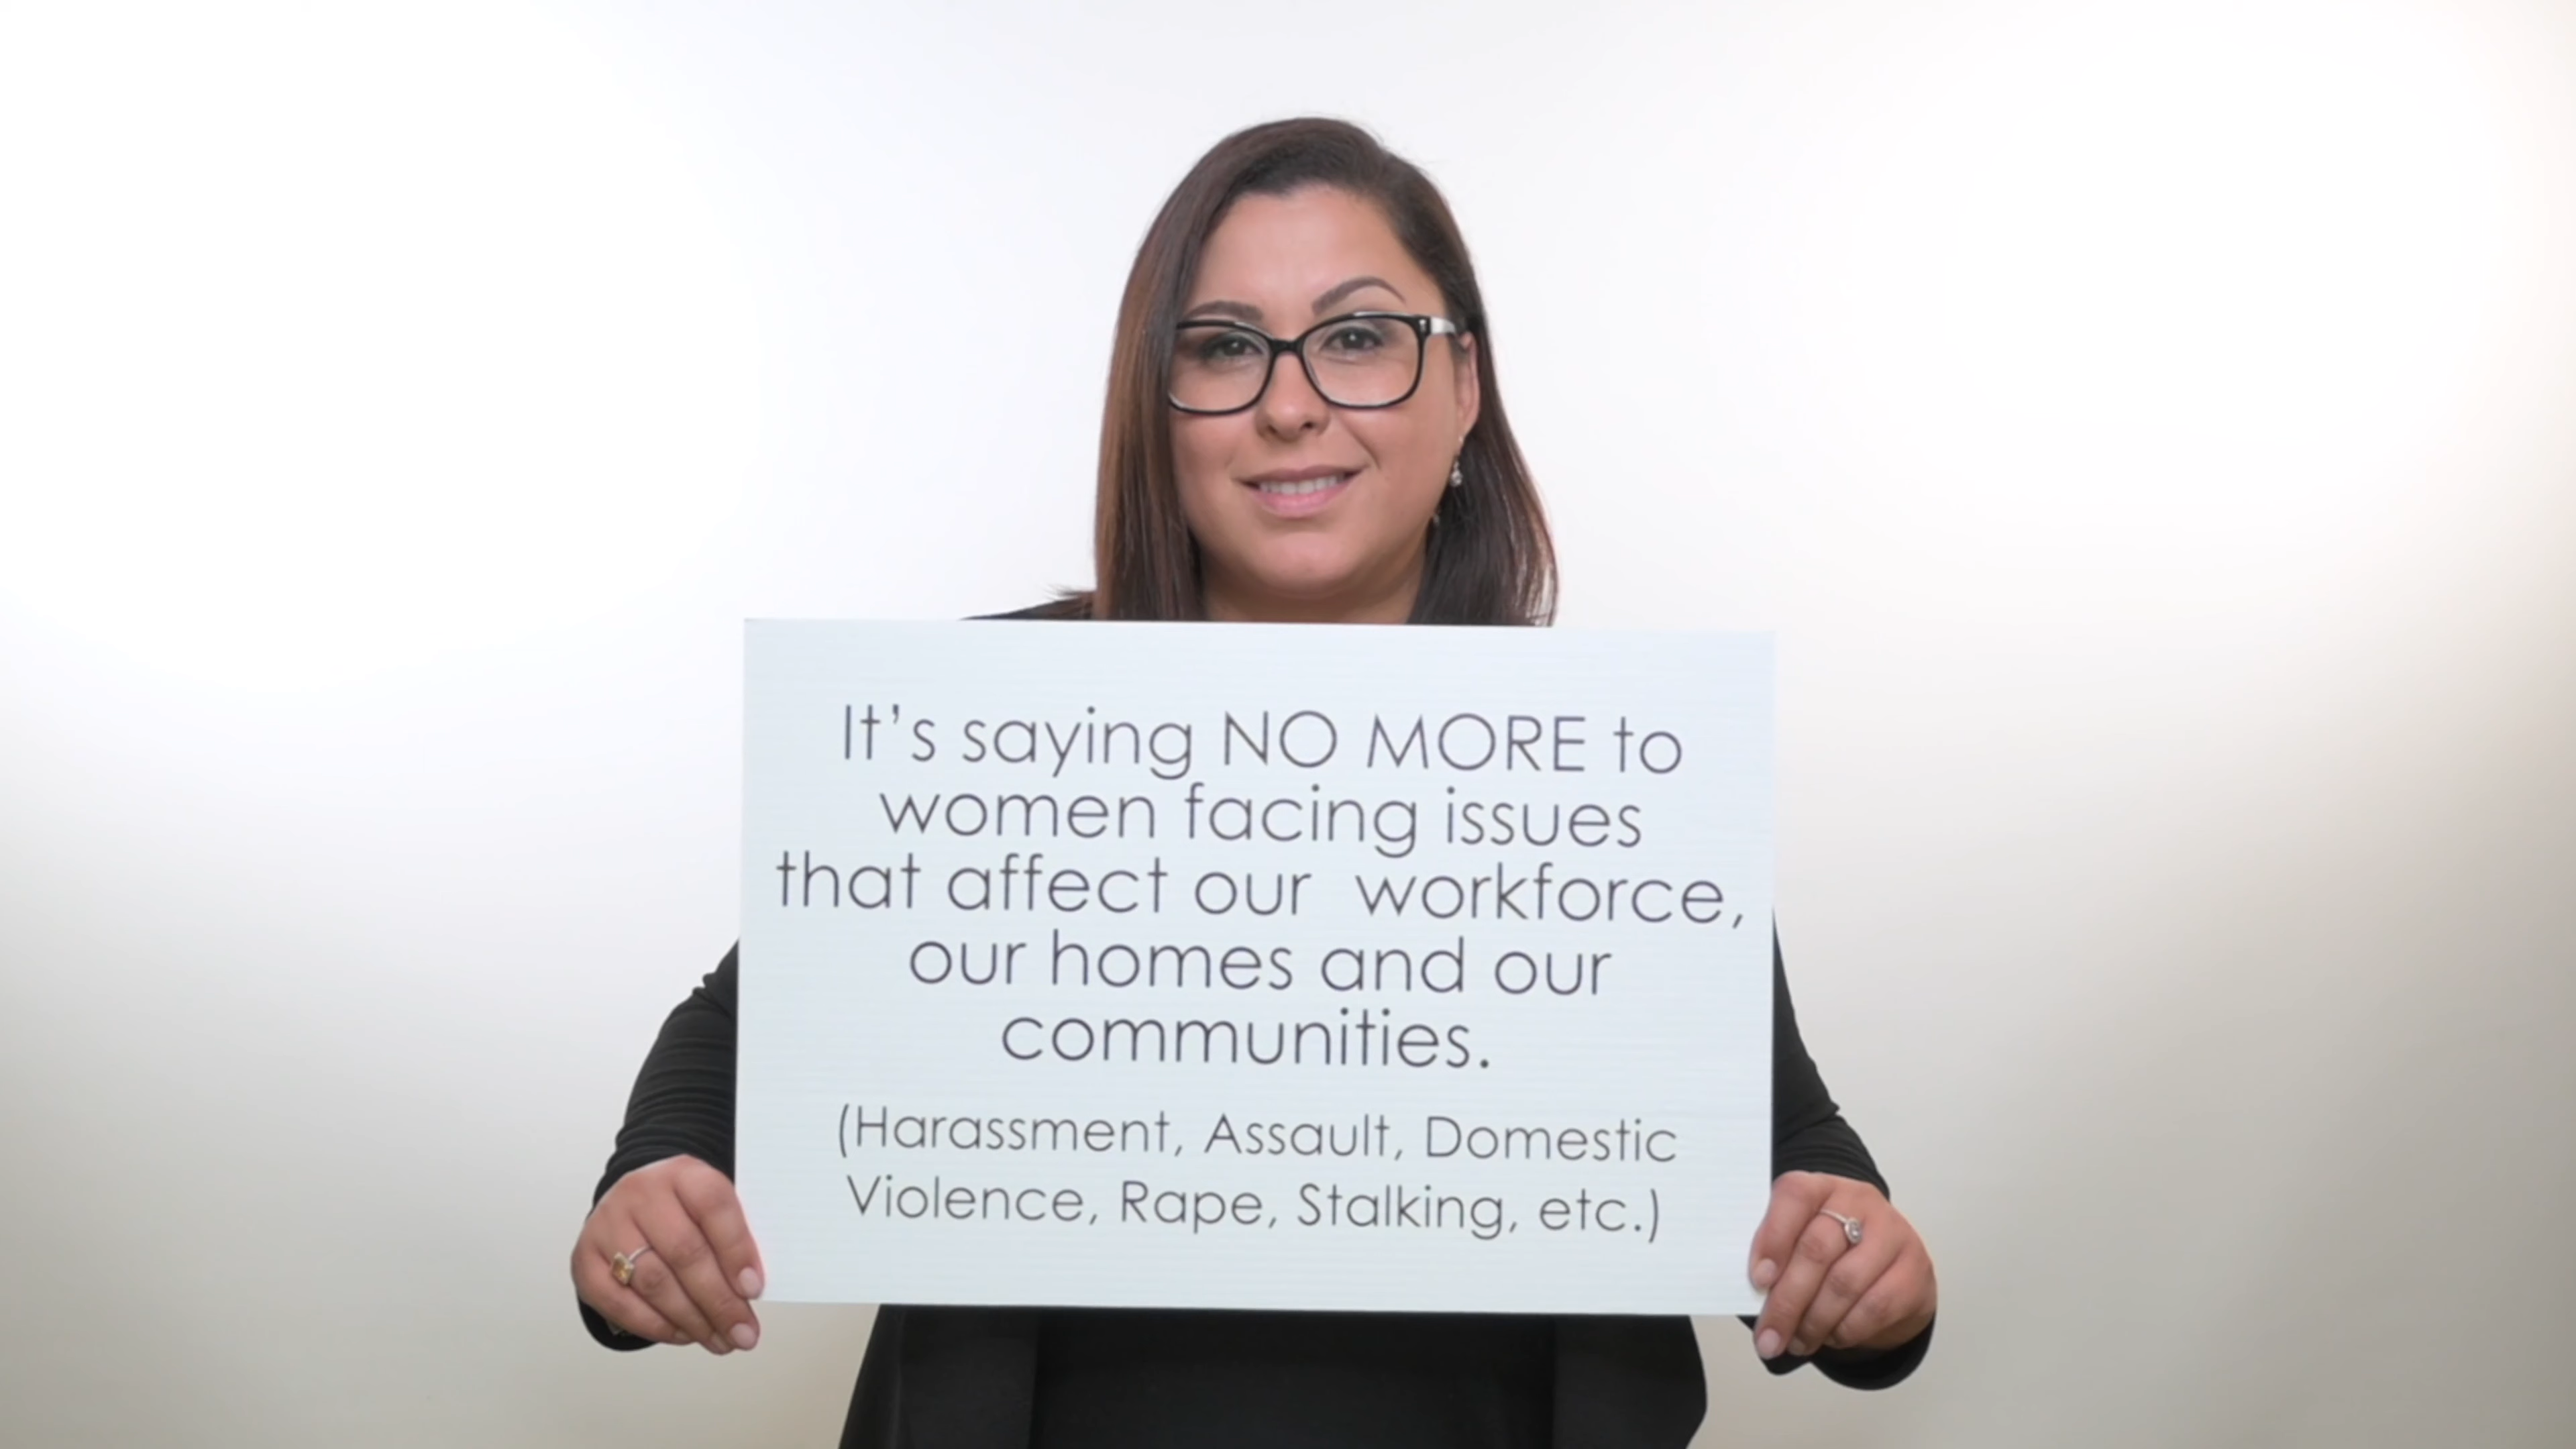 It's saying NO MORE to
women facing issues
that affect our workforce,
our homes and our
communities.
(Harassment, Assault, Domestic
Violence, Rape, Stalking, etc.)